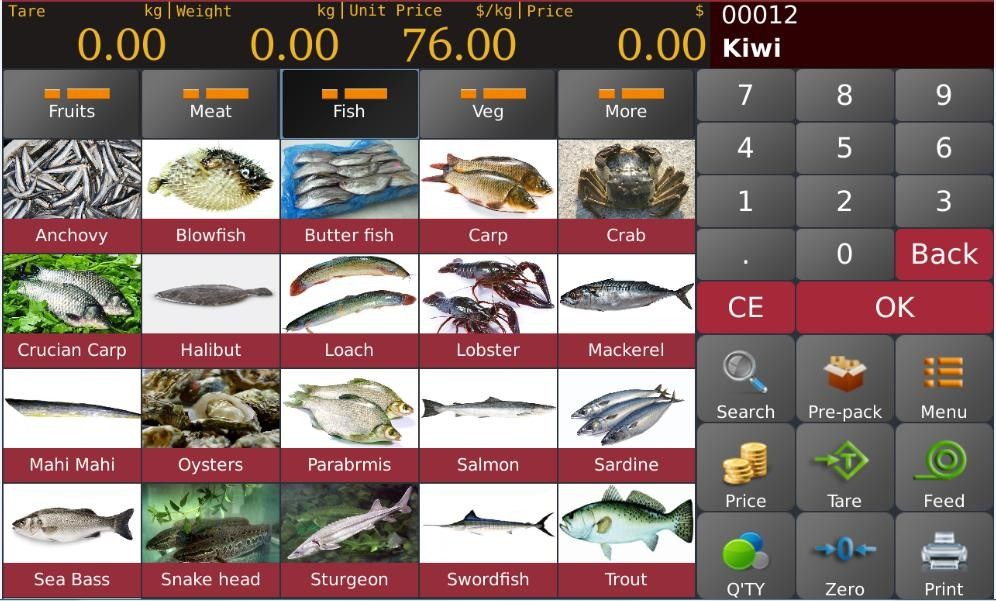 Tare kg Weight kg Unit Price $/kg Price $
0.00 0.00 76.00 0.00
00012
Kiwi
Fruits Meat Fish Veg More
7 8 9
4 5 6
1 2 3
. 0 Back
CE OK
Anchovy Blowfish Butter fish Carp Crab
Crucian Carp Halibut Loach Lobster Mackerel
Mahi Mahi Oysters Parabrmis Salmon Sardine
Sea Bass Snake head Sturgeon Swordfish Trout
Search Pre-pack Menu
Price Tare Feed
Q'TY Zero Print